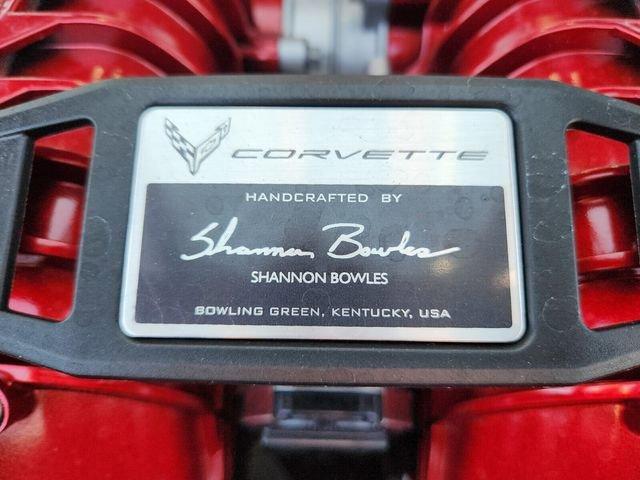 CORVETTE
HANDCRAFTED BY
Shannon Bowles
SHANNON BOWLES
BOWLING GREEN, KENTUCKY, USA